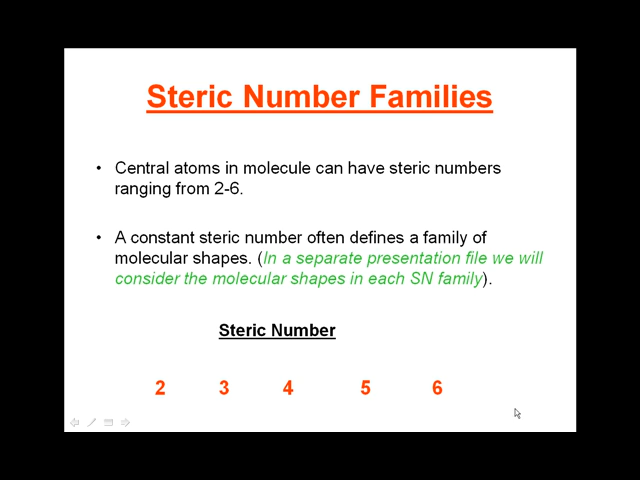 Steric Number Families
• Central atoms in molecule can have steric numbers
ranging from 2-6.
• A constant steric number often defines a family of
molecular shapes. (In a separate presentation file we will
consider the molecular shapes in each SN family).
Steric Number
2 3 4 5 6